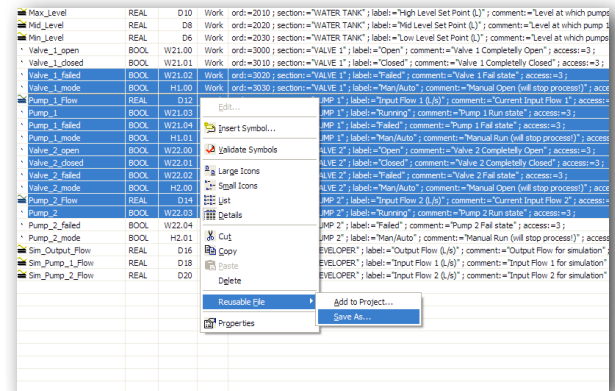 Max_Level REAL D10 Work ord:=2010 ; section:="WATER TANK" ; label:="High Level Set Point (L)" ; comment:="Level at which pumps
Mid_Level REAL D8 Work ord:=2020 ; section:="WATER TANK" ; label:="Mid Level Set Point (L)" ; comment:="Level at which pump 1
Min_Level REAL D6 Work ord:=2030 ; section:="WATER TANK" ; label:="Low Level Set Point (L)" ; comment:="Level at which pumps
Valve_1_open BOOL W21.00 Work ord:=3000 ; section:="VALVE 1" ; label:="Open" ; comment:="Valve 1 Completelly Open" ; access:=3 ;
Valve_1_closed BOOL W21.01 Work ord:=3010 ; section:="VALVE 1" ; label:="Closed" ; comment:="Valve 1 Completelly Closed" ; access:=3 ;
Valve_1_failed BOOL W21.02 Work ord:=3020 ; section:="VALVE 1" ; label:="Failed" ; comment:="Valve 1 Fail state" ; access:=3 ;
Valve_1_mode BOOL H1.00 Work ord:=3030 ; section:="VALVE 1" ; label:="Man/Auto" ; comment:="Manual Open (will stop process!)" ; acces
Pump_1_Flow REAL D12 UMP 1" ; label:="Input Flow 1 (L/s)" ; comment:="Current Input Flow 1" ; access:=
Pump_1 BOOL W21.03 UMP 1" ; label:="Running" ; comment:="Pump 1 Run state" ; access:=3 ;
Pump_1_failed BOOL W21.04 UMP 1" ; label:="Failed" ; comment:="Pump 1 Fail state" ; access:=3 ;
Pump_1_mode BOOL H1.01 UMP 1" ; label:="Man/Auto" ; comment:="Manual Run (will stop process!)" ; access
Valve_2_open BOOL W22.00 ALVE 2" ; label:="Open" ; comment:="Valve 2 Completelly Open" ; access:=3 ;
Valve_2_closed BOOL W22.01 ALVE 2" ; label:="Closed" ; comment:="Valve 2 Completelly Closed" ; access:=3 ;
Valve_2_failed BOOL W22.02 ALVE 2" ; label:="Failed" ; comment:="Valve 2 Fail state" ; access:=3 ;
Valve_2_mode BOOL H2.00 ALVE 2" ; label:="Man/Auto" ; comment:="Manual Open (will stop process!)" ; acces
Pump_2_Flow REAL D14 UMP 2" ; label:="Input Flow 2 (L/s)" ; comment:="Current Input Flow 2" ; access:=
Pump_2 BOOL W22.03 UMP 2" ; label:="Running" ; comment:="Pump 2 Run state" ; access:=3 ;
Pump_2_failed BOOL W22.04 UMP 2" ; label:="Failed" ; comment:="Pump 2 Fail state" ; access:=3 ;
Pump_2_mode BOOL H2.01 UMP 2" ; label:="Man/Auto" ; comment:="Manual Run (will stop process!)" ; access
Sim_Output_Flow REAL D16 EVELOPER" ; label:="Output Flow (L/s)" ; comment:="Output Flow for simulation" ;
Sim_Pump_1_Flow REAL D18 EVELOPER" ; label:="Input Flow 1 (L/s)" ; comment:="Input Flow 1 for simulation"
Sim_Pump_2_Flow REAL D20 EVELOPER" ; label:="Input Flow 2 (L/s)" ; comment:="Input Flow 2 for simulation"
Edit...
Insert Symbol...
Validate Symbols
Large Icons
Small Icons
List
Details
Cut
Copy
Paste
Delete
Reusable File
Properties
Add to Project...
Save As...